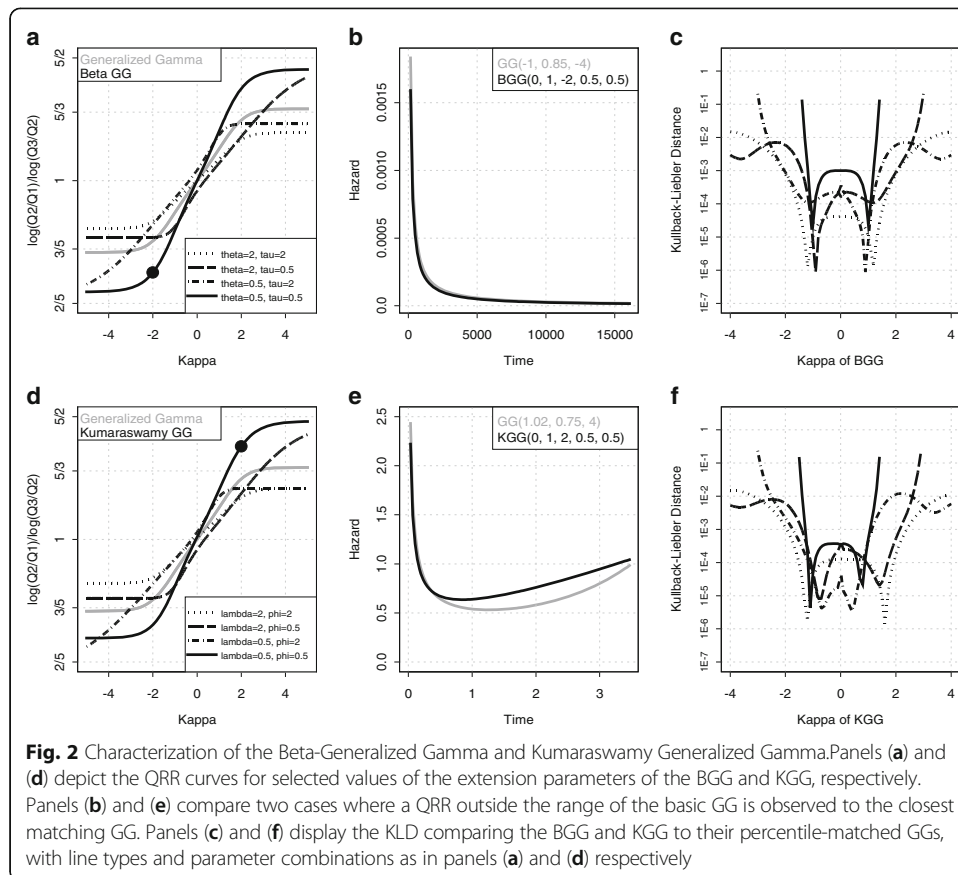 a
Generalized Gamma
Beta GG
log(Q2/Q1)/log(Q3/Q2)
5/2
5/3
1
3/5
2/5
theta=2, tau=2
theta=2, tau=0.5
theta=0.5, tau=2
theta=0.5, tau=0.5
-4 -2 0 2 4
Kappa
b
GG(-1, 0.85, -4)
BGG(0, 1, -2, 0.5, 0.5)
Hazard
0.0015
0.0010
0.0005
0.0
0 5000 10000 15000
Time
c
Kullback-Liebler Distance
1
1E-1
1E-2
1E-3
1E-4
1E-5
1E-6
1E-7
-4 -2 0 2 4
Kappa of BGG
d
Generalized Gamma
Kumaraswamy GG
log(Q2/Q1)/log(Q3/Q2)
5/2
5/3
1
3/5
2/5
lambda=2, phi=2
lambda=2, phi=0.5
lambda=0.5, phi=2
lambda=0.5, phi=0.5
-4 -2 0 2 4
Kappa
e
GG(1.02, 0.75, 4)
KGG(0, 1, 2, 0.5, 0.5)
Hazard
2.5
2.0
1.5
1.0
0.5
0.0
0 1 2 3
Time
f
Kullback-Liebler Distance
1
1E-1
1E-2
1E-3
1E-4
1E-5
1E-6
1E-7
-4 -2 0 2 4
Kappa of KGG
Fig. 2 Characterization of the Beta-Generalized Gamma and Kumaraswamy Generalized Gamma.Panels (a) and
(d) depict the QRR curves for selected values of the extension parameters of the BGG and KGG, respectively.
Panels (b) and (e) compare two cases where a QRR outside the range of the basic GG is observed to the closest
matching GG. Panels (c) and (f) display the KLD comparing the BGG and KGG to their percentile-matched GGs,
with line types and parameter combinations as in panels (a) and (d) respectively